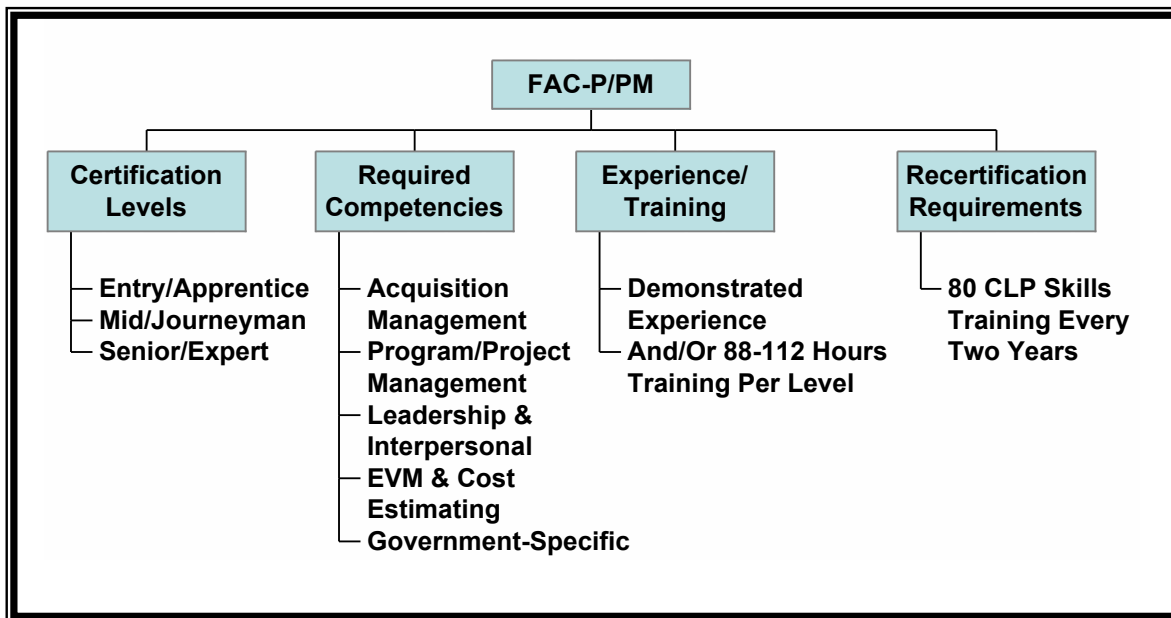 FAC-P/PM
Certification
Levels
Entry/Apprentice
Mid/Journeyman
Senior/Expert
Required
Competencies
Acquisition
Management
Program/Project
Management
Leadership &
Interpersonal
EVM & Cost
Estimating
Government-Specific
Experience/
Training
Demonstrated
Experience
And/Or 88-112 Hours
Training Per Level
Recertification
Requirements
80 CLP Skills
Training Every
Two Years